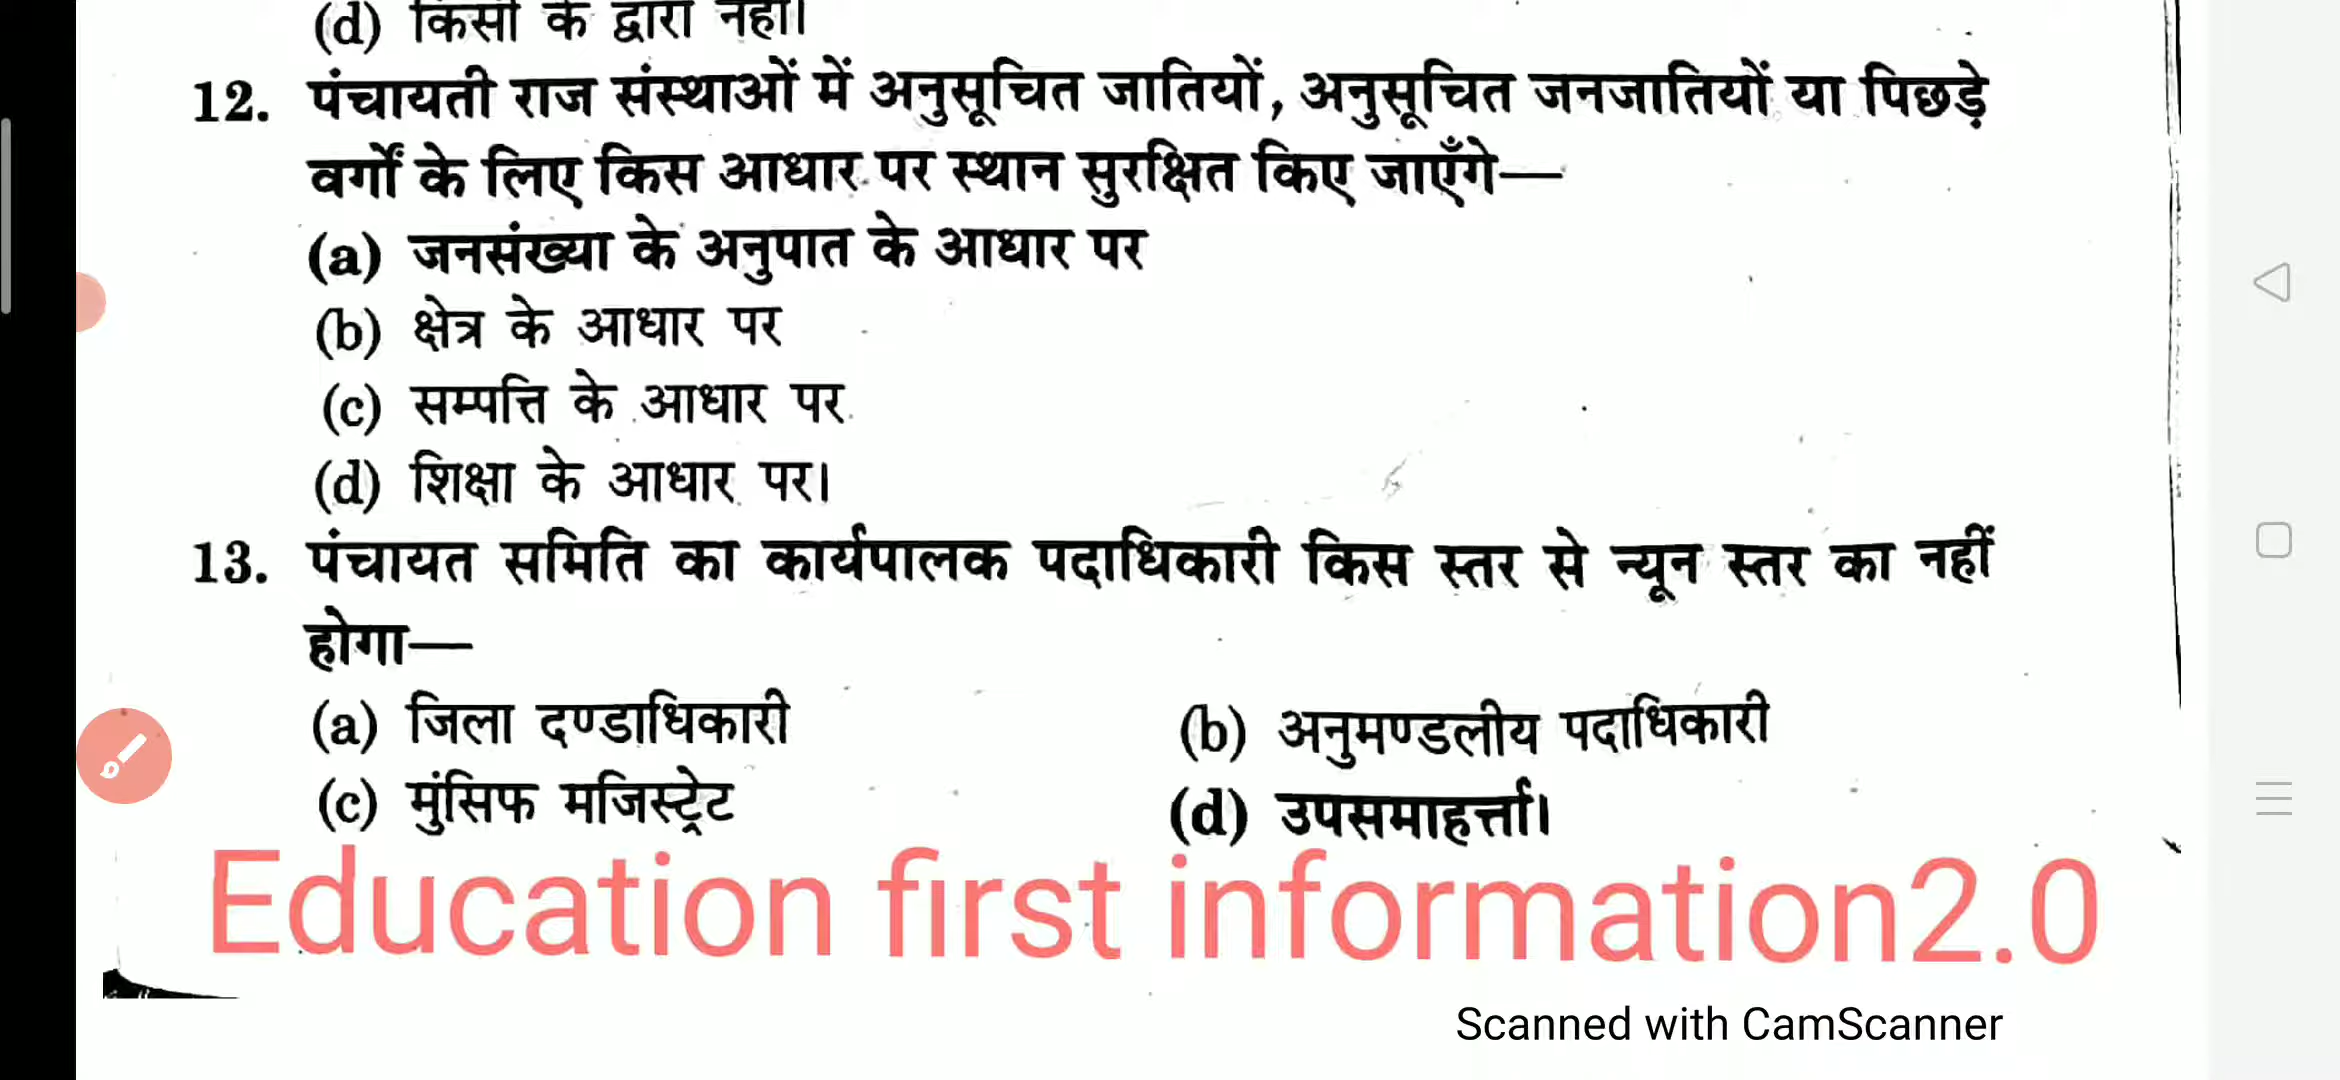 (d) किसी के द्वारा नहीं।
12. पंचायती राज संस्थाओं में अनुसूचित जातियों, अनुसूचित जनजातियों या पिछड़े
वर्गों के लिए किस आधार पर स्थान सुरक्षित किए जाएँगे—
(a) जनसंख्या के अनुपात के आधार पर
(b) क्षेत्र के आधार पर
(c) सम्पत्ति के आधार पर
(d) शिक्षा के आधार पर।
13. पंचायत समिति का कार्यपालक पदाधिकारी किस स्तर से न्यून स्तर का नहीं
होगा—
(a) जिला दण्डाधिकारी (b) अनुमण्डलीय पदाधिकारी
(c) मुंसिफ मजिस्ट्रेट (d) उपसमाहर्त्ता।
Education first information2.0
Scanned with CamScanner